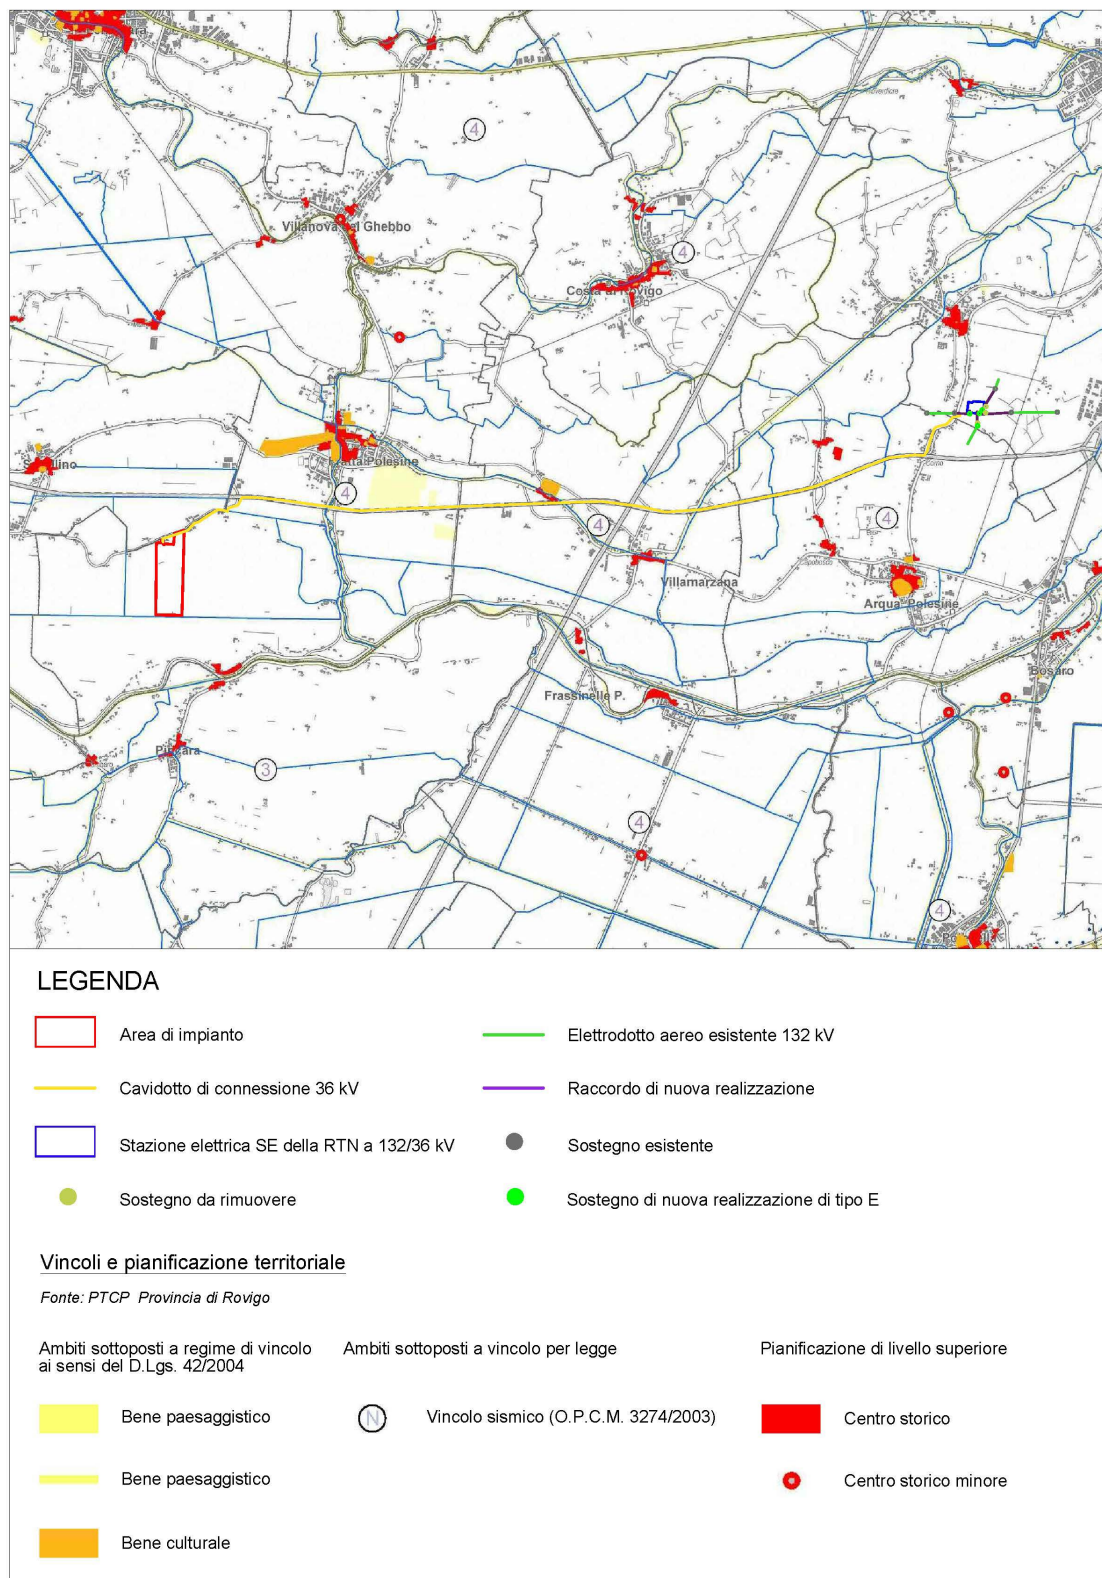 4
Villanova del Ghebbo
4
Costa di Rovigo
Fratta Polesine
4
4
4
Villamarzana
Arquà Polesine
Bosaro
Frassinelle P.
Pincara
3
4
4
LEGENDA
Area di impianto
Elettrodotto aereo esistente 132 kV
Cavidotto di connessione 36 kV
Raccordo di nuova realizzazione
Stazione elettrica SE della RTN a 132/36 kV
Sostegno esistente
Sostegno da rimuovere
Sostegno di nuova realizzazione di tipo E
Vincoli e pianificazione territoriale
Fonte: PTCP Provincia di Rovigo
Ambiti sottoposti a regime di vincolo
ai sensi del D.Lgs. 42/2004
Ambiti sottoposti a vincolo per legge
Pianificazione di livello superiore
Bene paesaggistico
N
Vincolo sismico (O.P.C.M. 3274/2003)
Centro storico
Bene paesaggistico
Centro storico minore
Bene culturale